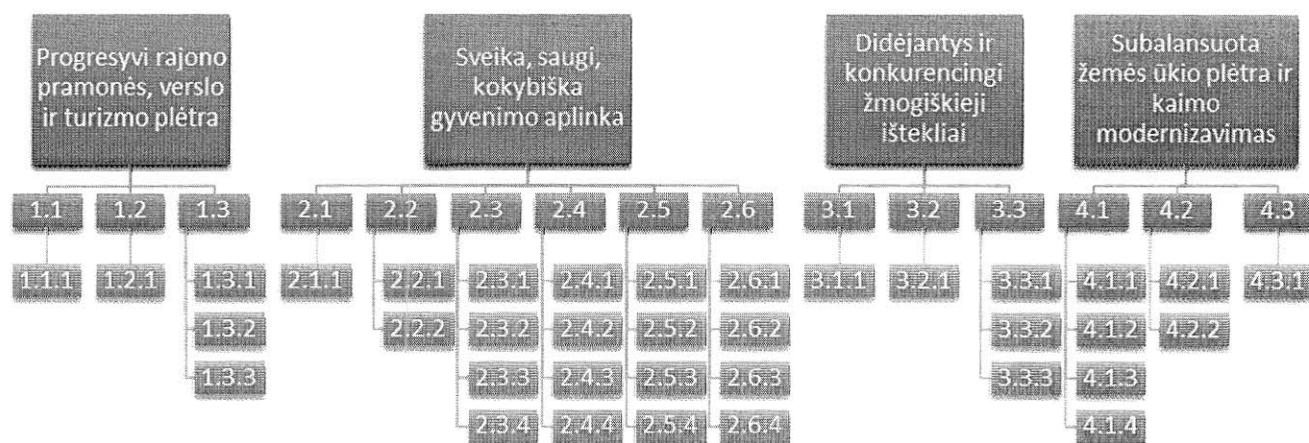 Progresyvi rajono
pramonės, verslo
ir turizmo plėtra
Sveika, saugi,
kokybiška
gyvenimo aplinka
Didėjantys ir
konkurencingi
žmogiškieji
ištekliai
Subalansuota
žemės ūkio plėtra ir
kaimo
modernizavimas
1.1 1.2 1.3 2.1 2.2 2.3 2.4 2.5 2.6 3.1 3.2 3.3 4.1 4.2 4.3
1.1.1 1.2.1 1.3.1 2.1.1 2.2.1 2.3.1 2.4.1 2.5.1 2.6.1 3.1.1 3.2.1 3.3.1 4.1.1 4.2.1 4.3.1
1.3.2 2.2.2 2.3.2 2.4.2 2.5.2 2.6.2 3.3.2 4.1.2 4.2.2
1.3.3 2.3.3 2.4.3 2.5.3 2.6.3 3.3.3 4.1.3
2.3.4 2.4.4 2.5.4 2.6.4 4.1.4